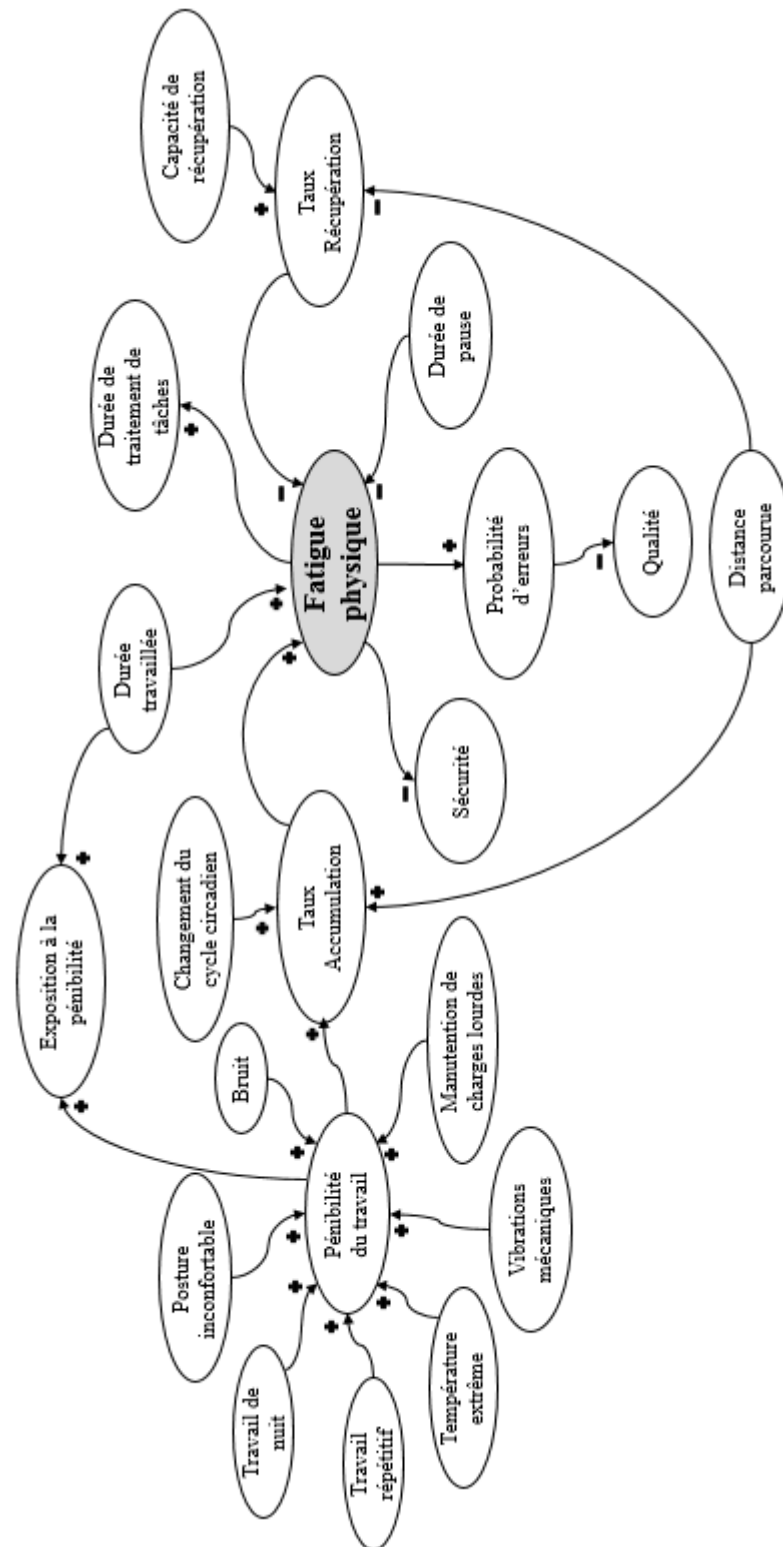 Exposition à la
pénibilité
Durée
travaillée
Durée de
traitement de
tâches
Capacité de
récupération
Posture
inconfortable
Bruit
Changement du
cycle circadien
Travail de
nuit
Pénibilité
du travail
Taux
Accumulation
Fatigue
physique
Taux
Récupération
Travail
répétitif
Température
extrême
Vibrations
mécaniques
Manutention de
charges lourdes
Sécurité
Probabilité
d'erreurs
Durée de
pause
Qualité
Distance
parcourue